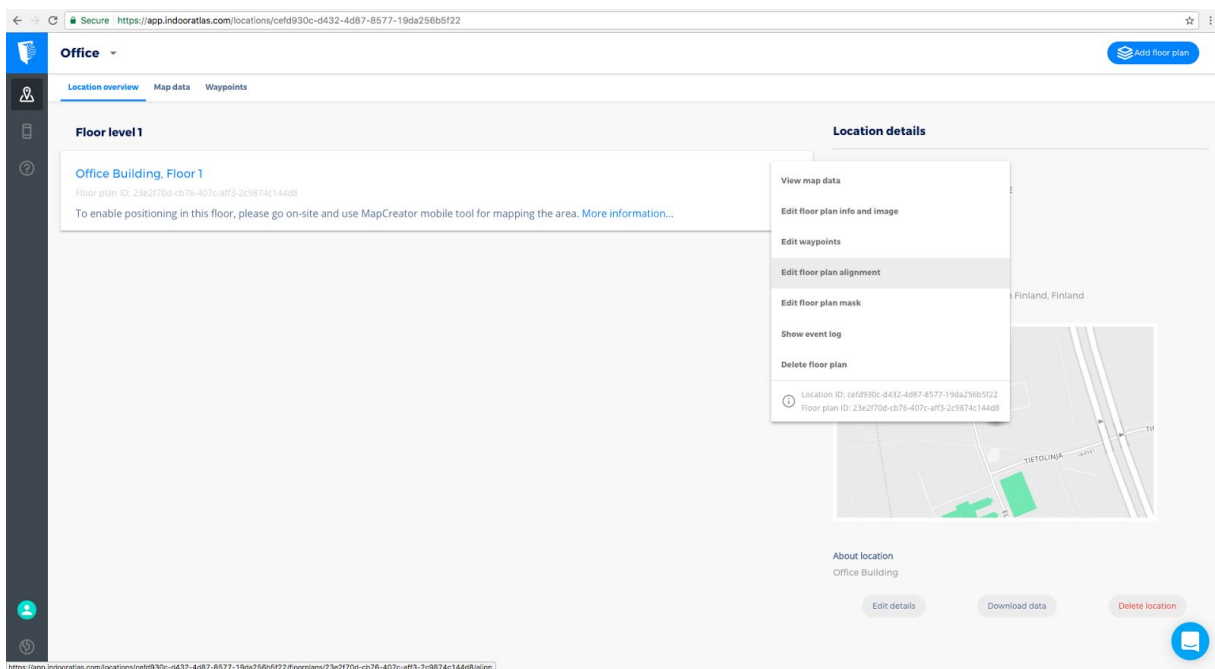 Secure https://app.indooratlas.com/locations/cefd930c-d432-4d87-8577-19da256b5f22
Office
Add floor plan
Location overview Map data Waypoints
Floor level 1
Location details
Office Building, Floor 1
Floor plan ID: 23e2f70d-cb76-407c-aff3-2c9874c144d8
To enable positioning in this floor, please go on-site and use MapCreator mobile tool for mapping the area. More information...
View map data
Edit floor plan info and image
Edit waypoints
Edit floor plan alignment
Finland, Finland
Edit floor plan mask
Show event log
Delete floor plan
Location ID: cefd930c-d432-4d87-8577-19da256b5f22
Floor plan ID: 23e2f70d-cb76-407c-aff3-2c9874c144d8
4
4
TIETOLINJA (easy)
About location
Office Building
Edit details Download data Delete location
https://app.indooratlas.com/locations/cefd930c-d432-4d87-8577-19da256b5f22/floorplans/23e2f70d-cb76-407c-aff3-2c9874c144d8/align